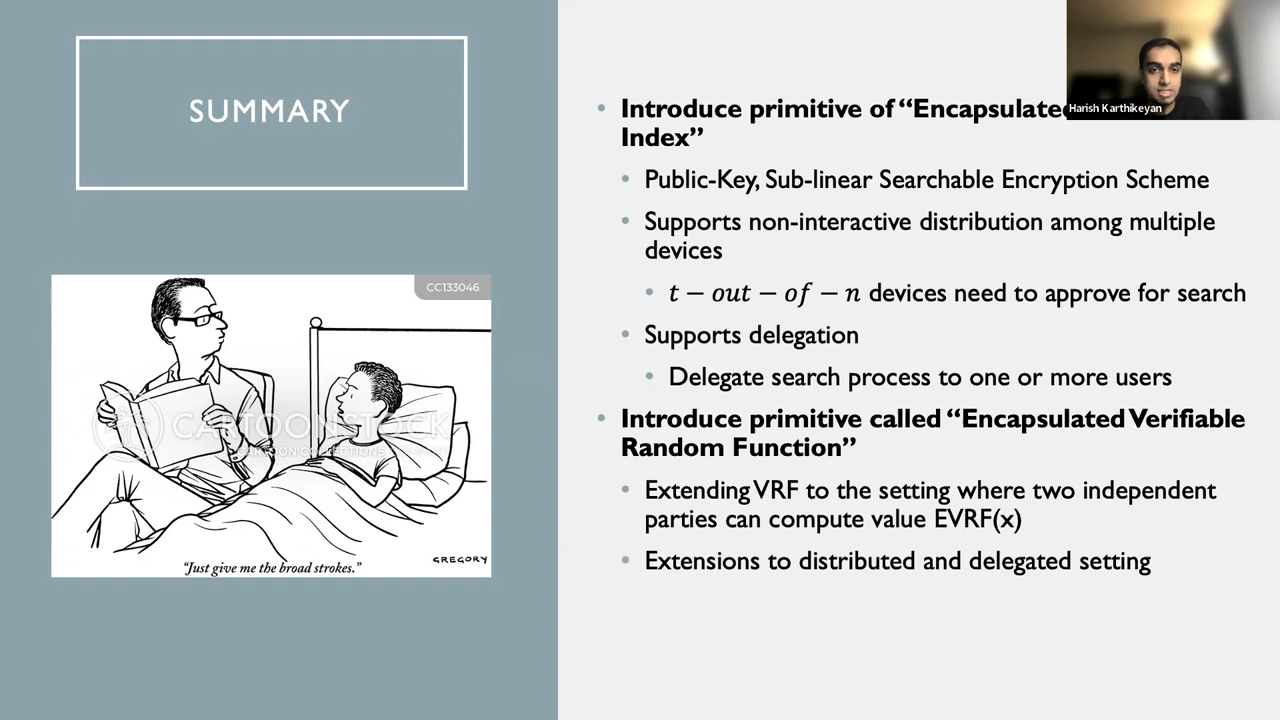 SUMMARY
Introduce primitive of “Encapsulated
Index”
Public-Key, Sub-linear Searchable Encryption Scheme
Supports non-interactive distribution among multiple
devices
t − out − of − n devices need to approve for search
Supports delegation
Delegate search process to one or more users
Introduce primitive called “Encapsulated Verifiable
Random Function”
Extending VRF to the setting where two independent
parties can compute value EVRF(x)
Extensions to distributed and delegated setting
Harish Karthikeyan
CC133046
CARTOONSTOCK
CARTOON CONNECTIONS
GREGORY
“Just give me the broad strokes.”